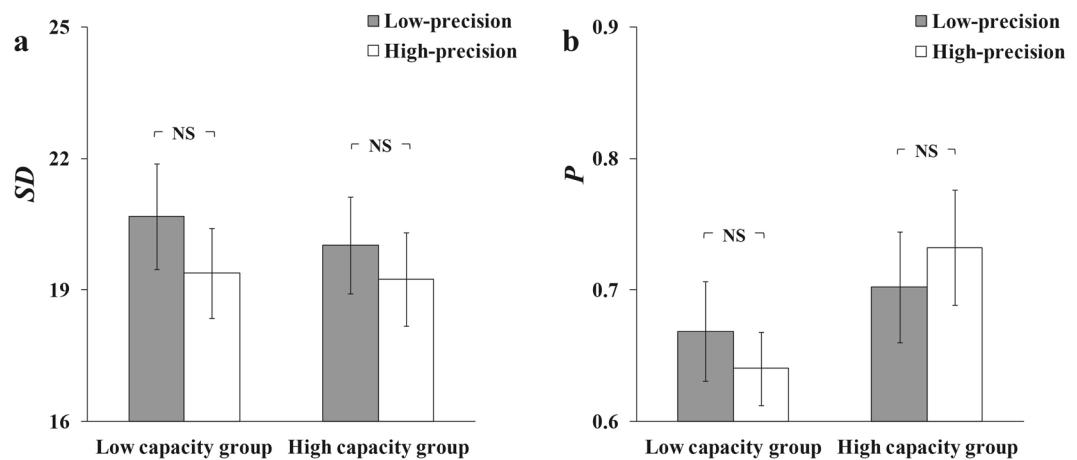 a
Low-precision
High-precision
25
22
19
16
SD
NS
NS
Low capacity group
High capacity group
b
Low-precision
High-precision
0.9
0.8
0.7
0.6
P
NS
NS
Low capacity group
High capacity group